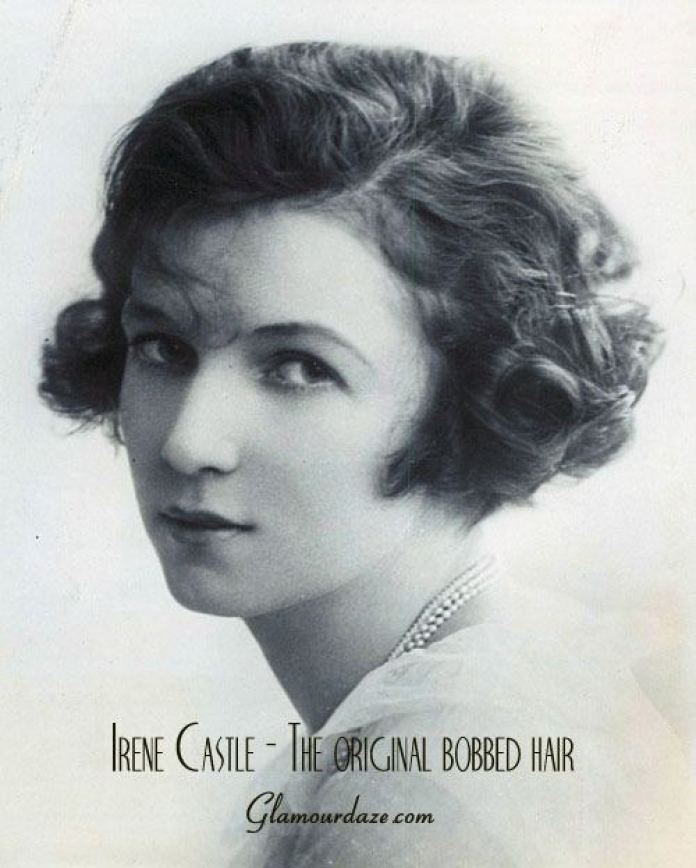 Irene Castle - The original bobbed hair
Glamourdaze.com